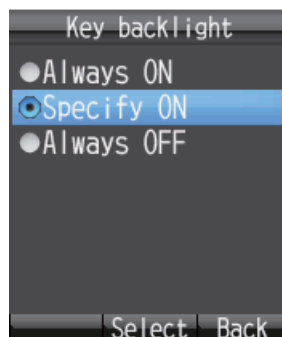 Key backlight
Always ON
Specify ON
Always OFF
Select Back